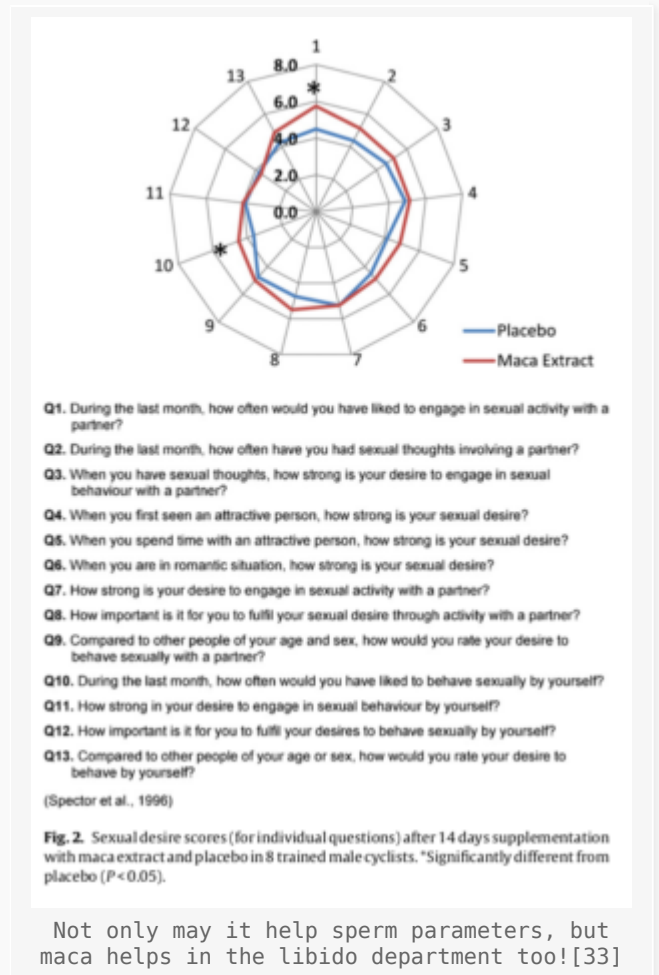 1
8.0
13
2
*
6.0
12
3
4.0
2.0
11
4
0.0
*
10
5
9
6
Placebo
8
7
Maca Extract
Q1. During the last month, how often would you have liked to engage in sexual activity with a
partner?
Q2. During the last month, how often have you had sexual thoughts involving a partner?
Q3. When you have sexual thoughts, how strong is your desire to engage in sexual
behaviour with a partner?
Q4. When you first seen an attractive person, how strong is your sexual desire?
Q5. When you spend time with an attractive person, how strong is your sexual desire?
Q6. When you are in romantic situation, how strong is your sexual desire?
Q7. How strong is your desire to engage in sexual activity with a partner?
Q8. How important is it for you to fulfil your sexual desire through activity with a partner?
Q9. Compared to other people of your age and sex, how would you rate your desire to
behave sexually with a partner?
Q10. During the last month, how often would you have liked to behave sexually by yourself?
Q11. How strong in your desire to engage in sexual behaviour by yourself?
Q12. How important is it for you to fulfil your desires to behave sexually by yourself?
Q13. Compared to other people of your age or sex, how would you rate your desire to
behave by yourself?
(Spector et al., 1996)
Fig. 2. Sexual desire scores (for individual questions) after 14 days supplementation
with maca extract and placebo in 8 trained male cyclists. *Significantly different from
placebo (P<0.05).
Not only may it help sperm parameters, but
maca helps in the libido department too![33]